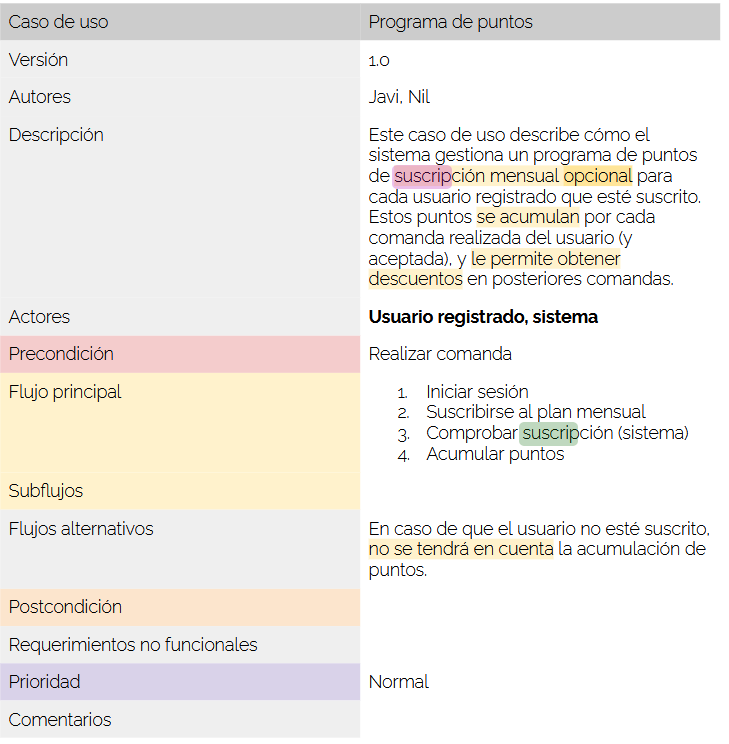 Caso de uso
Programa de puntos
Versión
1.0
Autores
Javi, Nil
Descripción
Este caso de uso describe cómo el
sistema gestiona un programa de puntos
de suscripción mensual opcional para
cada usuario registrado que esté suscrito.
Estos puntos se acumulan por cada
comanda realizada del usuario (y
aceptada), y le permite obtener
descuentos en posteriores comandas.
Actores
Usuario registrado, sistema
Precondición
Realizar comanda
Flujo principal
1. Iniciar sesión
2. Suscribirse al plan mensual
3. Comprobar suscripción (sistema)
4. Acumular puntos
Subflujos
Flujos alternativos
En caso de que el usuario no esté suscrito,
no se tendrá en cuenta la acumulación de
puntos.
Postcondición
Requerimientos no funcionales
Prioridad
Normal
Comentarios